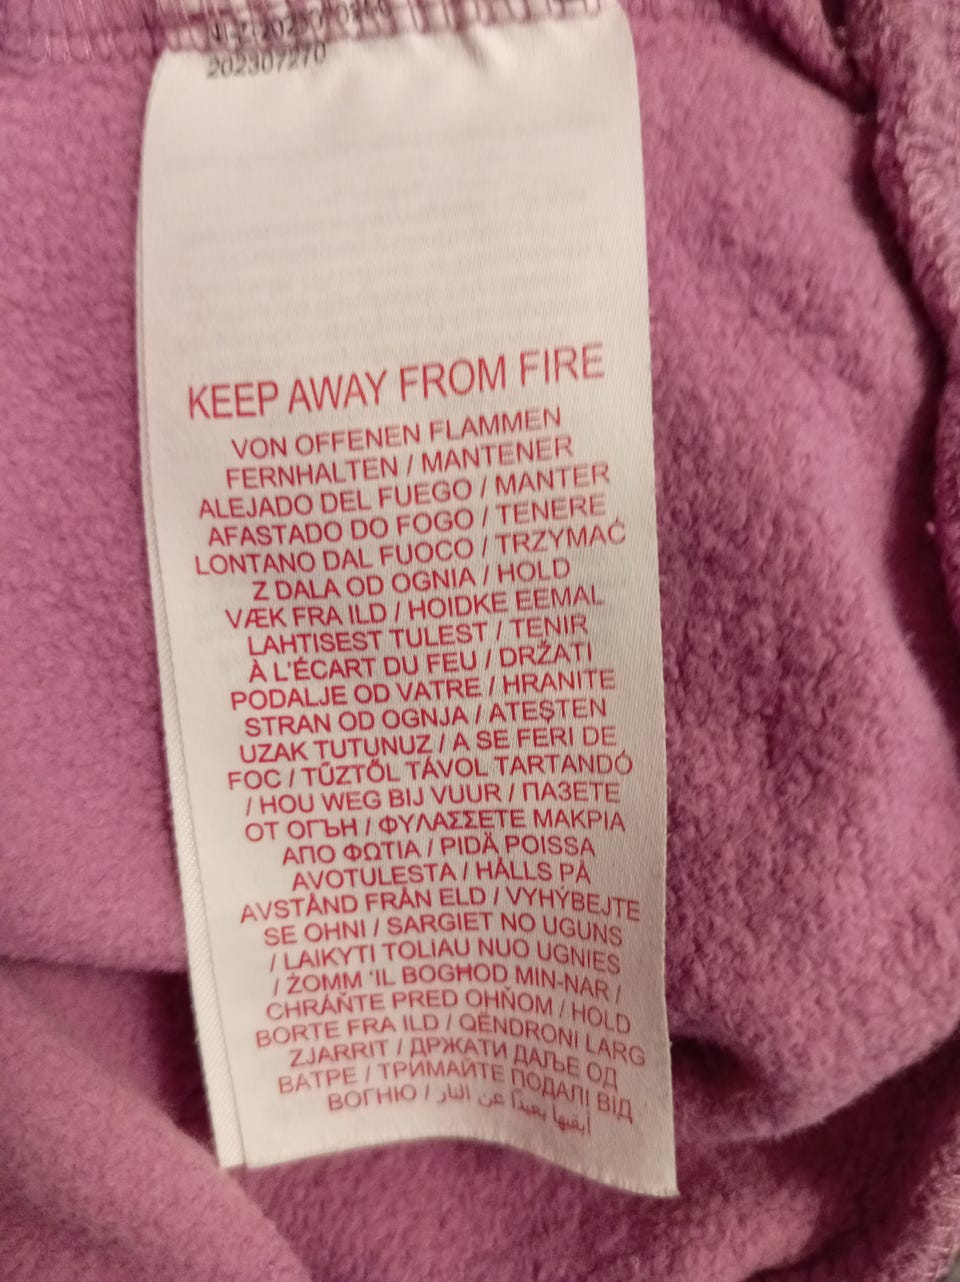 202307270
KEEP AWAY FROM FIRE
VON OFFENEN FLAMMEN
FERNHALTEN / MANTENER
ALEJADO DEL FUEGO / MANTER
AFASTADO DO FOGO / TENERE
LONTANO DAL FUOCO / TRZYMAĆ
Z DALA OD OGNIA / HOLD
VÆK FRA ILD / HOIDKE EEMAL
LAHTISEST TULEST / TENIR
À L'ÉCART DU FEU / DRŽATI
PODALJE OD VATRE / HRANITE
STRAN OD OGNJA / ATEŞTEN
UZAK TUTUNUZ / A SE FERI DE
FOC / TŰZTŐL TÁVOL TARTANDÓ
/ HOU WEG BIJ VUUR / ПАЗЕТЕ
ОТ ОГЪН / ΦΥΛΑΣΣΕΤΕ ΜΑΚΡΙΑ
ΑΠΟ ΦΩΤΙΑ / PIDÄ POISSA
AVOTULESTA / HÅLLS PÅ
AVSTÅND FRÅN ELD / VYHÝBEJTE
SE OHNI / SARGIET NO UGUNS
/ LAIKYTI TOLIAU NUO UGNIES
/ ŻOMM 'IL BOGĦOD MIN-NAR /
CHRÁŇTE PRED OHŇOM / HOLD
BORTE FRA ILD / QËNDRONI LARG
ZJARRIT / ДРЖАТИ ДАЉЕ ОД
ВАТРЕ / ТРИМАЙТЕ ПОДАЛІ ВІД
ВОГНЮ / أبقيها بعيداً عن النار